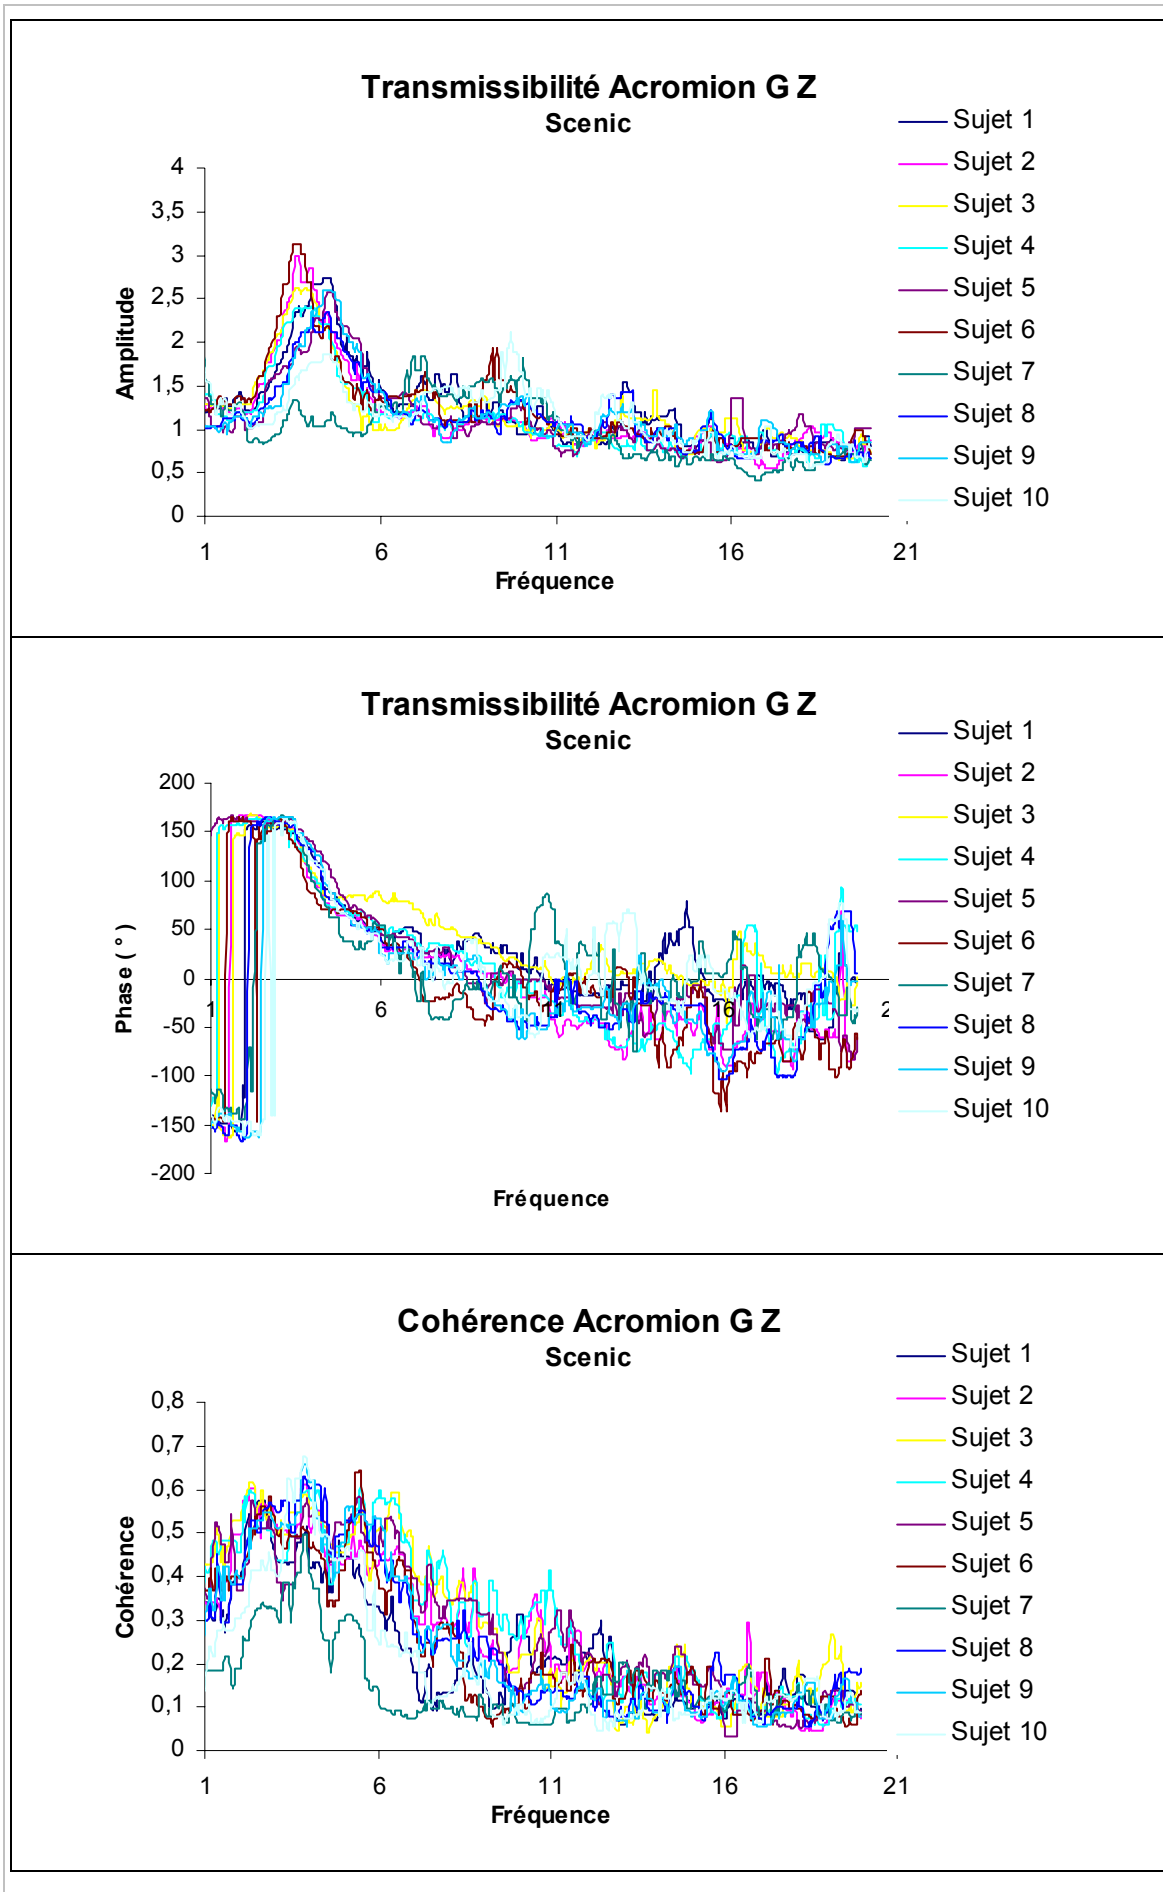 Transmissibilité Acromion G Z
Scenic
Sujet 1
Sujet 2
Sujet 3
Sujet 4
Sujet 5
Sujet 6
Sujet 7
Sujet 8
Sujet 9
Sujet 10
4
3,5
3
2,5
2
1,5
1
0,5
0
Amplitude
1 6 11 16 21
Fréquence
Transmissibilité Acromion G Z
Scenic
Sujet 1
Sujet 2
Sujet 3
Sujet 4
Sujet 5
Sujet 6
Sujet 7
Sujet 8
Sujet 9
Sujet 10
200
150
100
50
0
-50
-100
-150
-200
Phase ( ° )
1 6 11 16 2
Fréquence
Cohérence Acromion G Z
Scenic
Sujet 1
Sujet 2
Sujet 3
Sujet 4
Sujet 5
Sujet 6
Sujet 7
Sujet 8
Sujet 9
Sujet 10
0,8
0,7
0,6
0,5
0,4
0,3
0,2
0,1
0
Cohérence
1 6 11 16 21
Fréquence